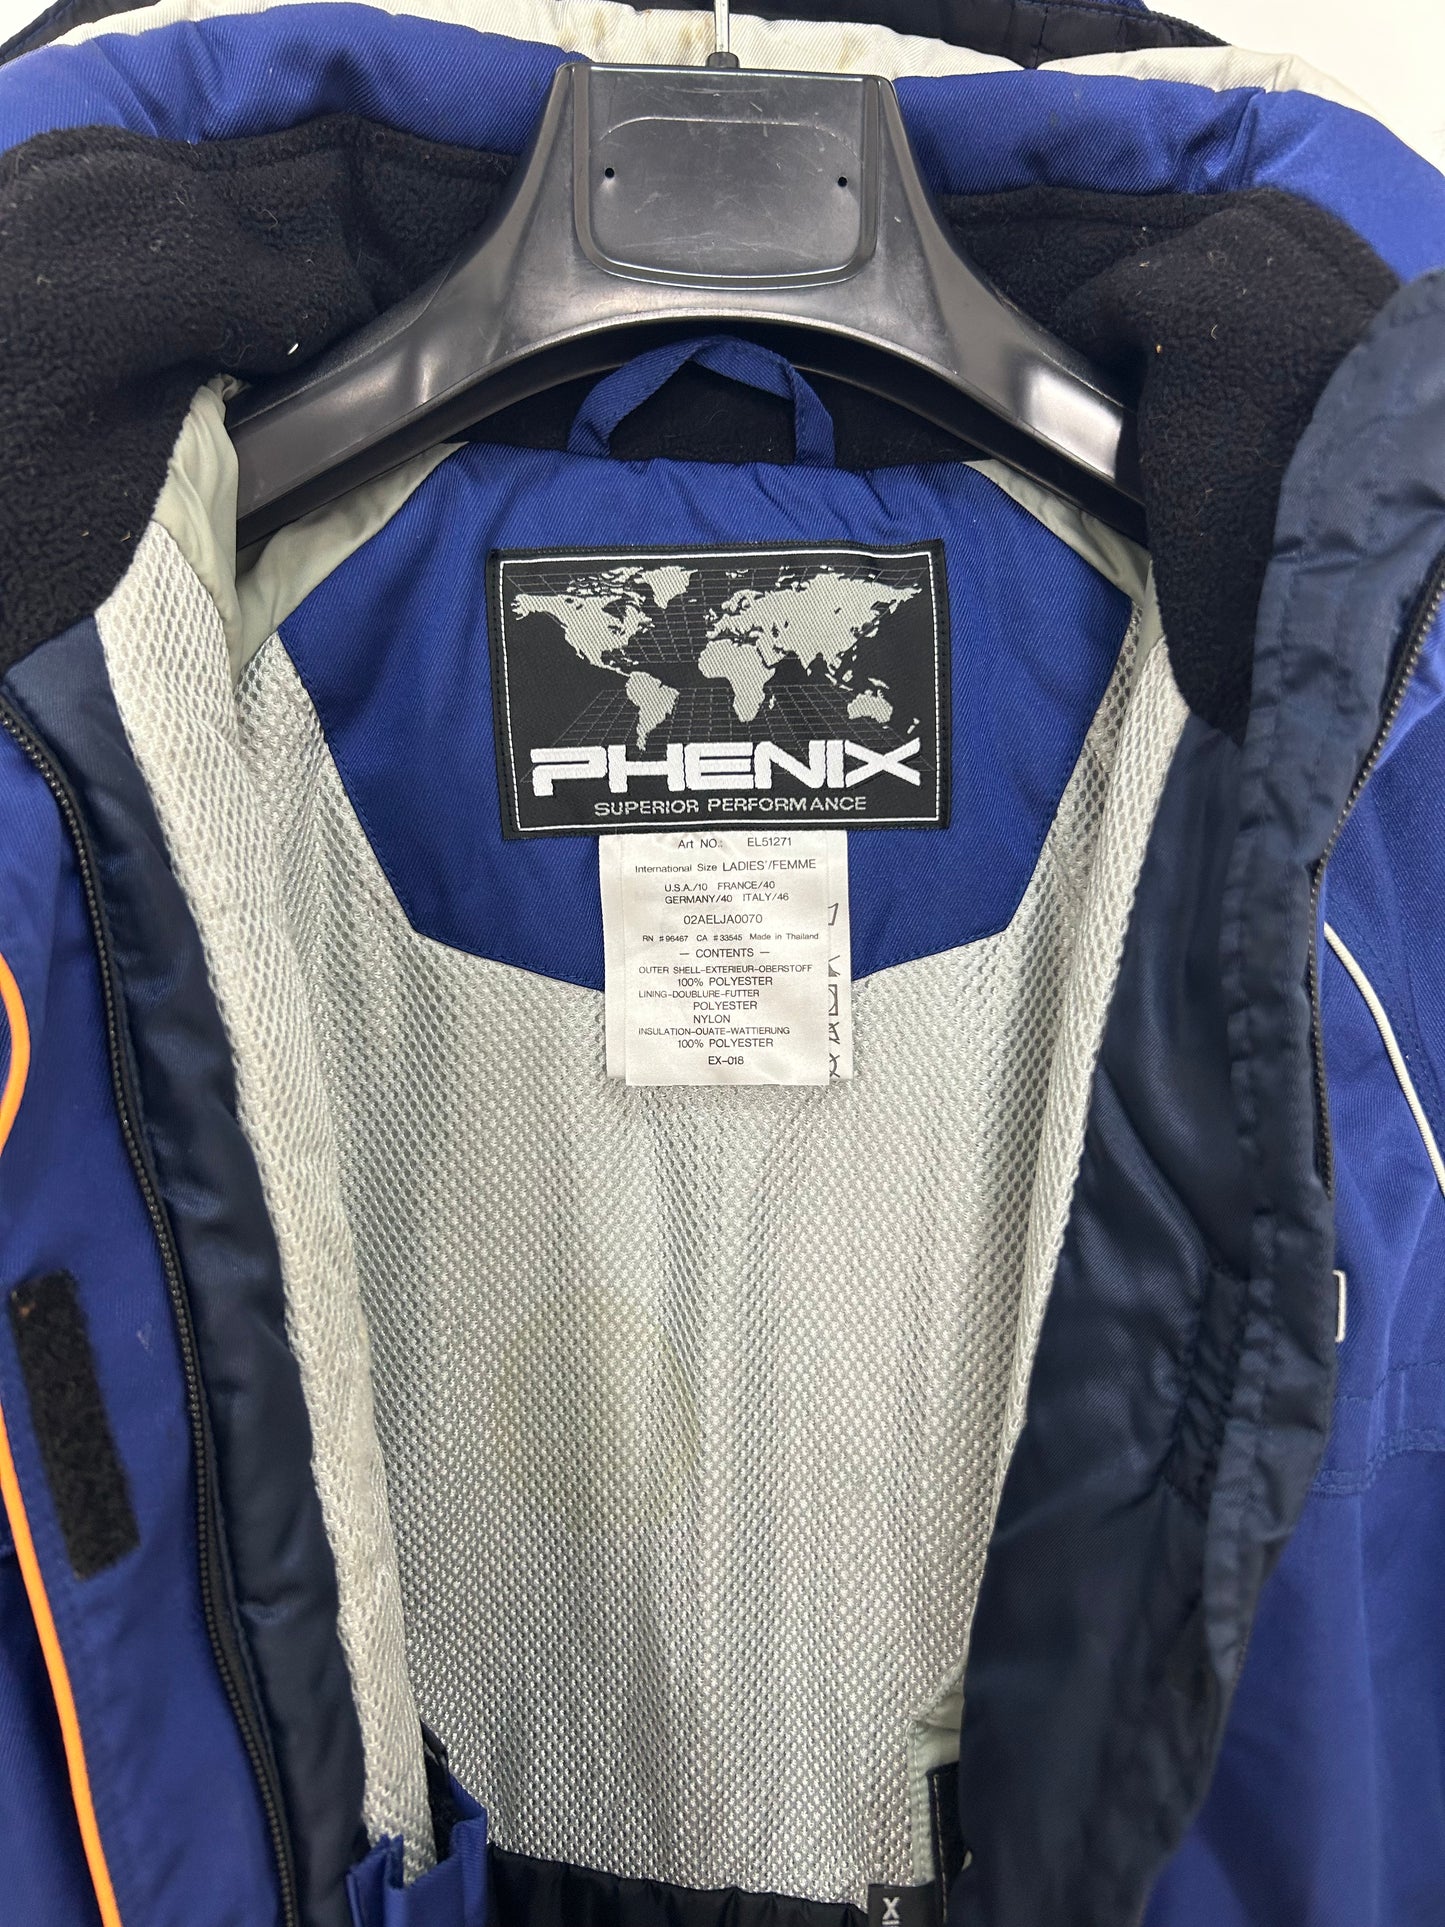 PHENIX
SUPERIOR PERFORMANCE
Art NO.: EL51271
International Size LADIES'/FEMME
U.S.A./10 FRANCE/40
GERMANY/40 ITALY/46
02AELJA0070
RN #96467 CA #33545 Made in Thailand
— CONTENTS —
OUTER SHELL-EXTERIEUR-OBERSTOFF
100% POLYESTER
LINING-DOUBLURE-FUTTER
POLYESTER
NYLON
INSULATION-OUATE-WATTIERUNG
100% POLYESTER
EX-018
X